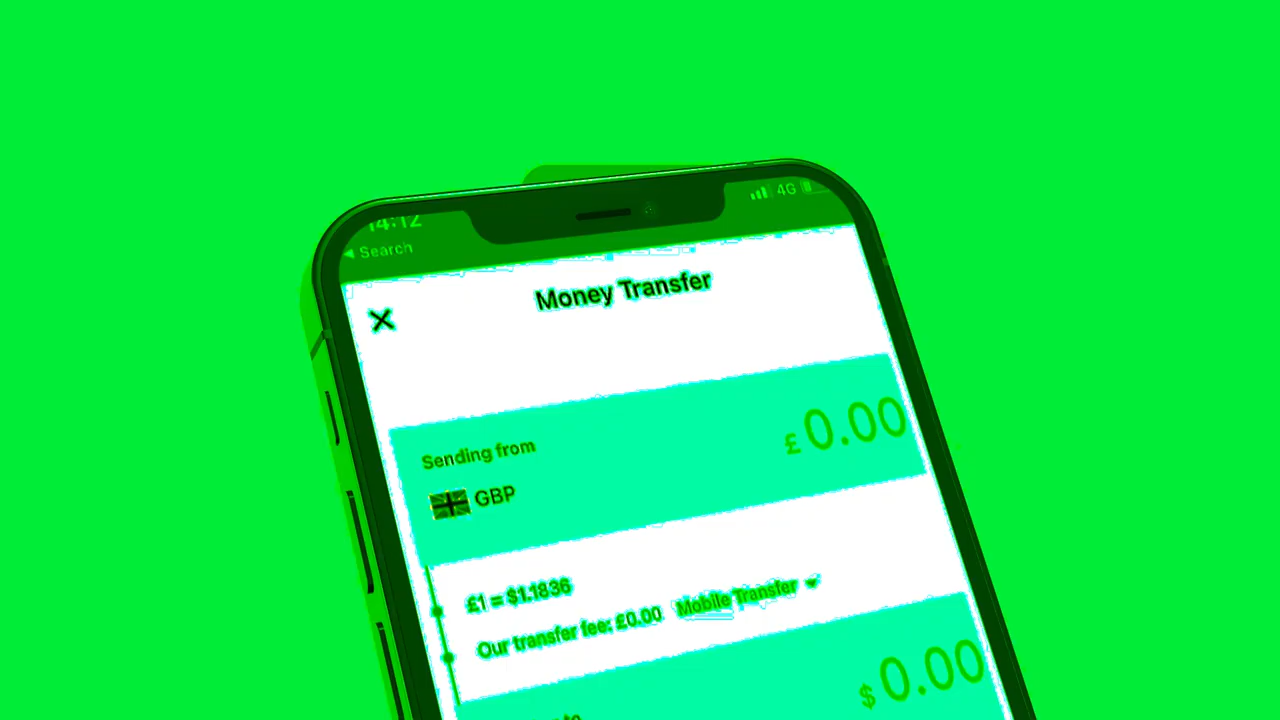 14:12
4G
◀ Search
Money Transfer
Sending from
£0.00
GBP
£1 = $1.1836
Our transfer fee: £0.00 Mobile Transfer
$0.00